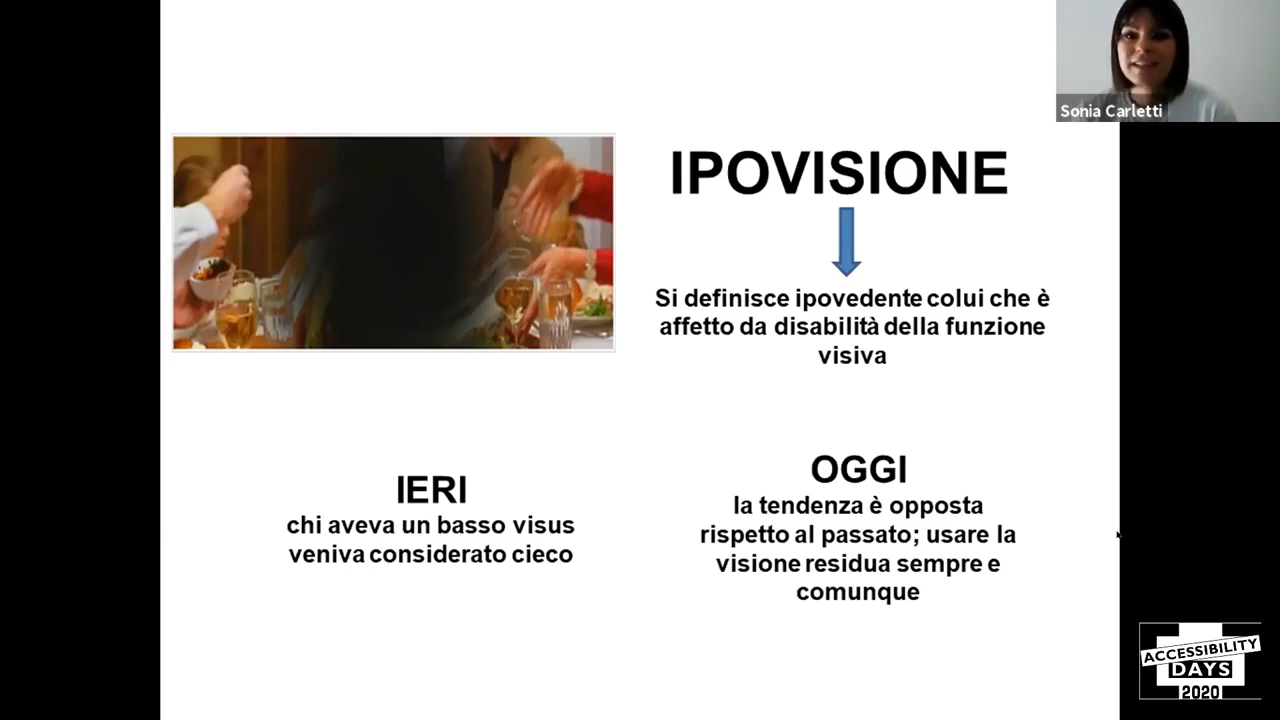 Sonia Carletti
IPOVISIONE
Si definisce ipovedente colui che è
affetto da disabilità della funzione
visiva
IERI
chi aveva un basso visus
veniva considerato cieco
OGGI
la tendenza è opposta
rispetto al passato; usare la
visione residua sempre e
comunque
ACCESSIBILITY
DAYS
2020